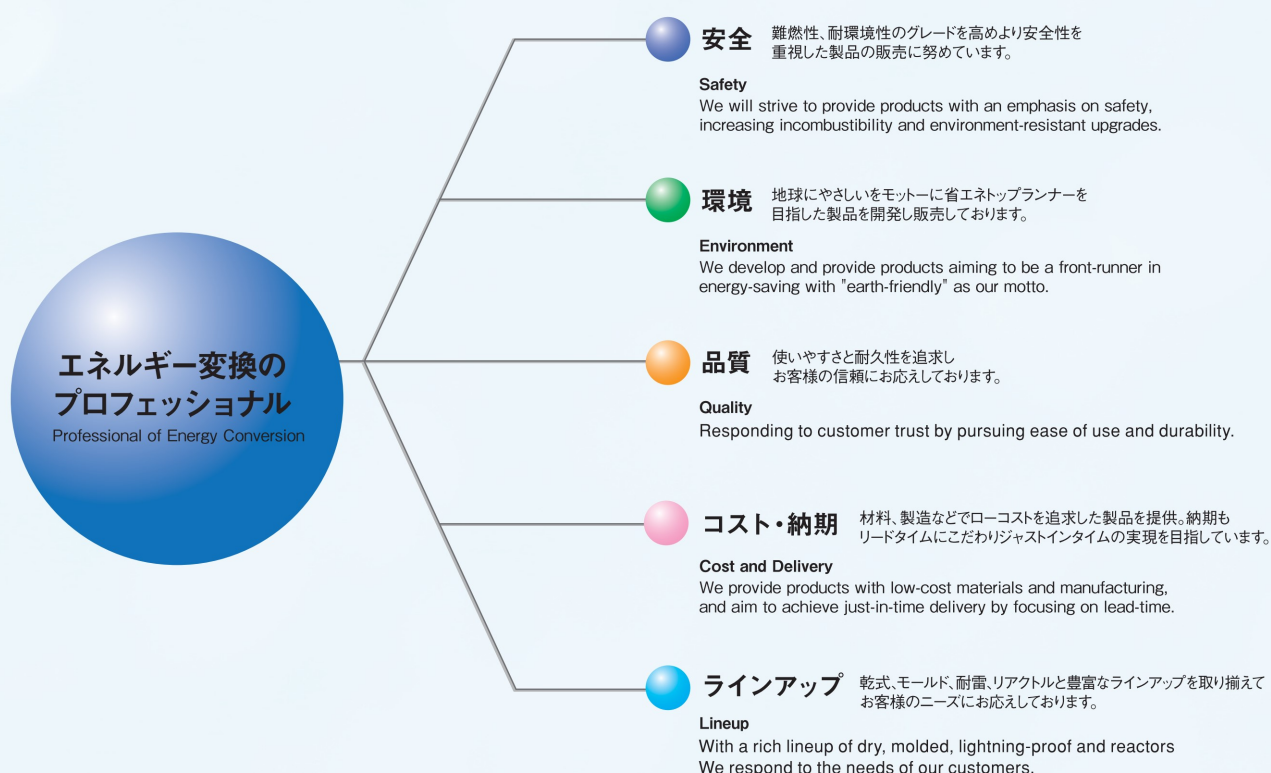 エネルギー変換の
プロフェッショナル
Professional of Energy Conversion
安全
難燃性、耐環境性のグレードを高めより安全性を
重視した製品の販売に努めています。
Safety
We will strive to provide products with an emphasis on safety,
increasing incombustibility and environment-resistant upgrades.
環境
地球にやさしいをモットーに省エネトップランナーを
目指した製品を開発し販売しております。
Environment
We develop and provide products aiming to be a front-runner in
energy-saving with "earth-friendly" as our motto.
品質
使いやすさと耐久性を追求し
お客様の信頼にお応えしております。
Quality
Responding to customer trust by pursuing ease of use and durability.
コスト・納期
材料、製造などでローコストを追求した製品を提供。納期も
リードタイムにこだわりジャストインタイムの実現を目指しています。
Cost and Delivery
We provide products with low-cost materials and manufacturing,
and aim to achieve just-in-time delivery by focusing on lead-time.
ラインアップ
乾式、モールド、耐雷、リアクトルと豊富なラインアップを取り揃えて
お客様のニーズにお応えしております。
Lineup
With a rich lineup of dry, molded, lightning-proof and reactors
We respond to the needs of our customers.